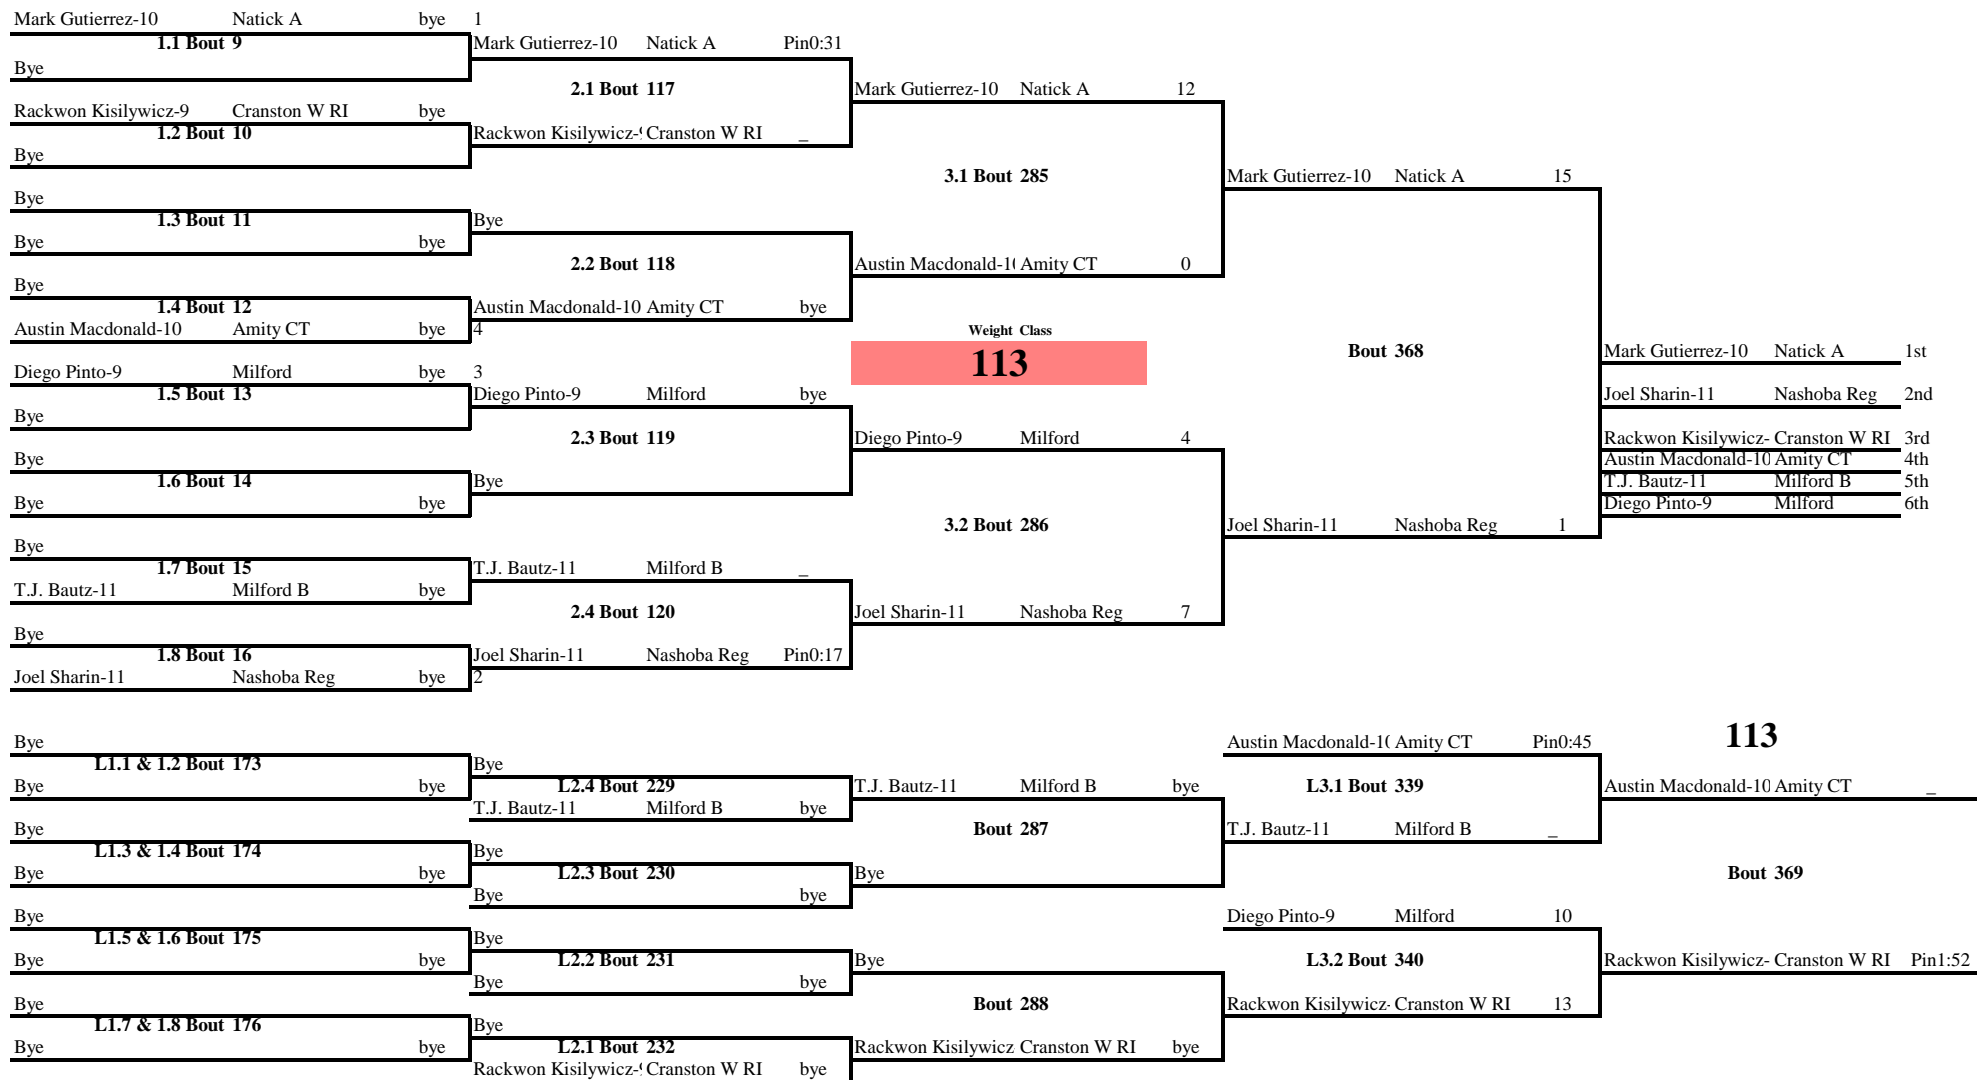 Mark Gutierrez-10 Natick A bye 1
1.1 Bout 9
Mark Gutierrez-10 Natick A Pin0:31
Bye
2.1 Bout 117
Mark Gutierrez-10 Natick A 12
Rackwon Kisilywicz-9 Cranston W RI bye
1.2 Bout 10
Rackwon Kisilywicz-9 Cranston W RI _
Bye
3.1 Bout 285
Mark Gutierrez-10 Natick A 15
Bye
1.3 Bout 11
Bye
Bye bye
2.2 Bout 118
Austin Macdonald-10 Amity CT 0
Bye
1.4 Bout 12
Austin Macdonald-10 Amity CT bye
Austin Macdonald-10 Amity CT bye 4
Weight Class
113
Bout 368
Mark Gutierrez-10 Natick A 1st
Diego Pinto-9 Milford bye 3
1.5 Bout 13
Diego Pinto-9 Milford bye
Joel Sharin-11 Nashoba Reg 2nd
Bye
2.3 Bout 119
Diego Pinto-9 Milford 4
Rackwon Kisilywicz- Cranston W RI 3rd
Bye
Austin Macdonald-10 Amity CT 4th
1.6 Bout 14
Bye
T.J. Bautz-11 Milford B 5th
Bye bye
Diego Pinto-9 Milford 6th
3.2 Bout 286
Joel Sharin-11 Nashoba Reg 1
Bye
1.7 Bout 15
T.J. Bautz-11 Milford B _
T.J. Bautz-11 Milford B bye
2.4 Bout 120
Joel Sharin-11 Nashoba Reg 7
Bye
1.8 Bout 16
Joel Sharin-11 Nashoba Reg Pin0:17
Joel Sharin-11 Nashoba Reg bye 2
113
Bye
Austin Macdonald-10 Amity CT Pin0:45
L1.1 & 1.2 Bout 173
Bye
Bye bye
L2.4 Bout 229
T.J. Bautz-11 Milford B bye
L3.1 Bout 339
Austin Macdonald-10 Amity CT _
T.J. Bautz-11 Milford B bye
Bye
Bout 287
T.J. Bautz-11 Milford B _
L1.3 & 1.4 Bout 174
Bye
Bye bye
L2.3 Bout 230
Bye
Bout 369
Bye bye
Bye
Diego Pinto-9 Milford 10
L1.5 & 1.6 Bout 175
Bye
Bye bye
L2.2 Bout 231
Bye
L3.2 Bout 340
Rackwon Kisilywicz- Cranston W RI Pin1:52
Bye bye
Bye
Bout 288
Rackwon Kisilywicz- Cranston W RI 13
L1.7 & 1.8 Bout 176
Bye
Bye bye
L2.1 Bout 232
Rackwon Kisilywicz Cranston W RI bye
Rackwon Kisilywicz-9 Cranston W RI bye